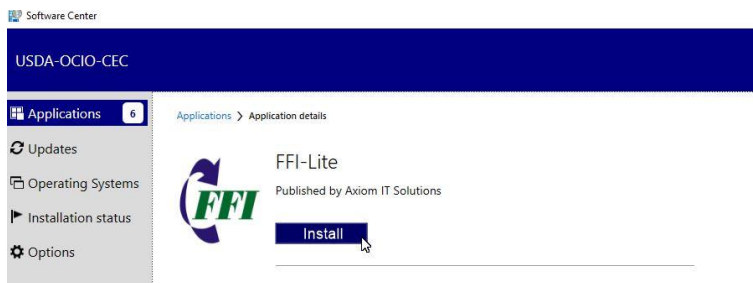 Software Center
USDA-OCIO-CEC
Applications 6
Updates
Operating Systems
Installation status
Options
Applications > Application details
FFI
FFI-Lite
Published by Axiom IT Solutions
Install